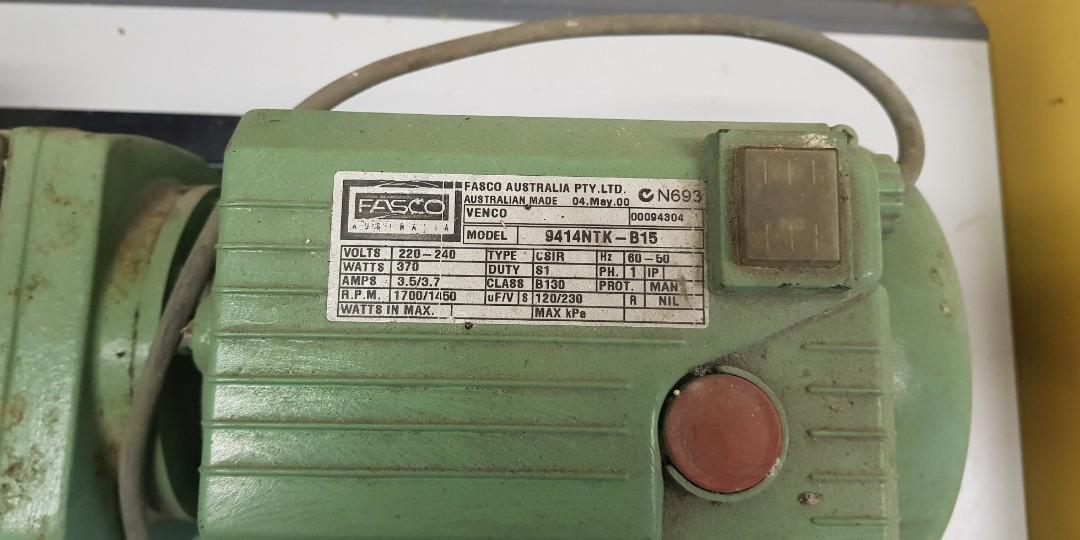 FASCO
AUSTRALIA
FASCO AUSTRALIA PTY.LTD. N693
AUSTRALIAN MADE 04.May.00
VENCO 00094304
MODEL 9414NTK-B15
VOLTS 220-240 TYPE CSIR Hz 60-50
WATTS 370 DUTY S1 PH. 1 IP
AMPS 3.5/3.7 CLASS B130 PROT. MAN
R.P.M. 1700/1450 uF/V S 120/230 R NIL
WATTS IN MAX. MAX kPa